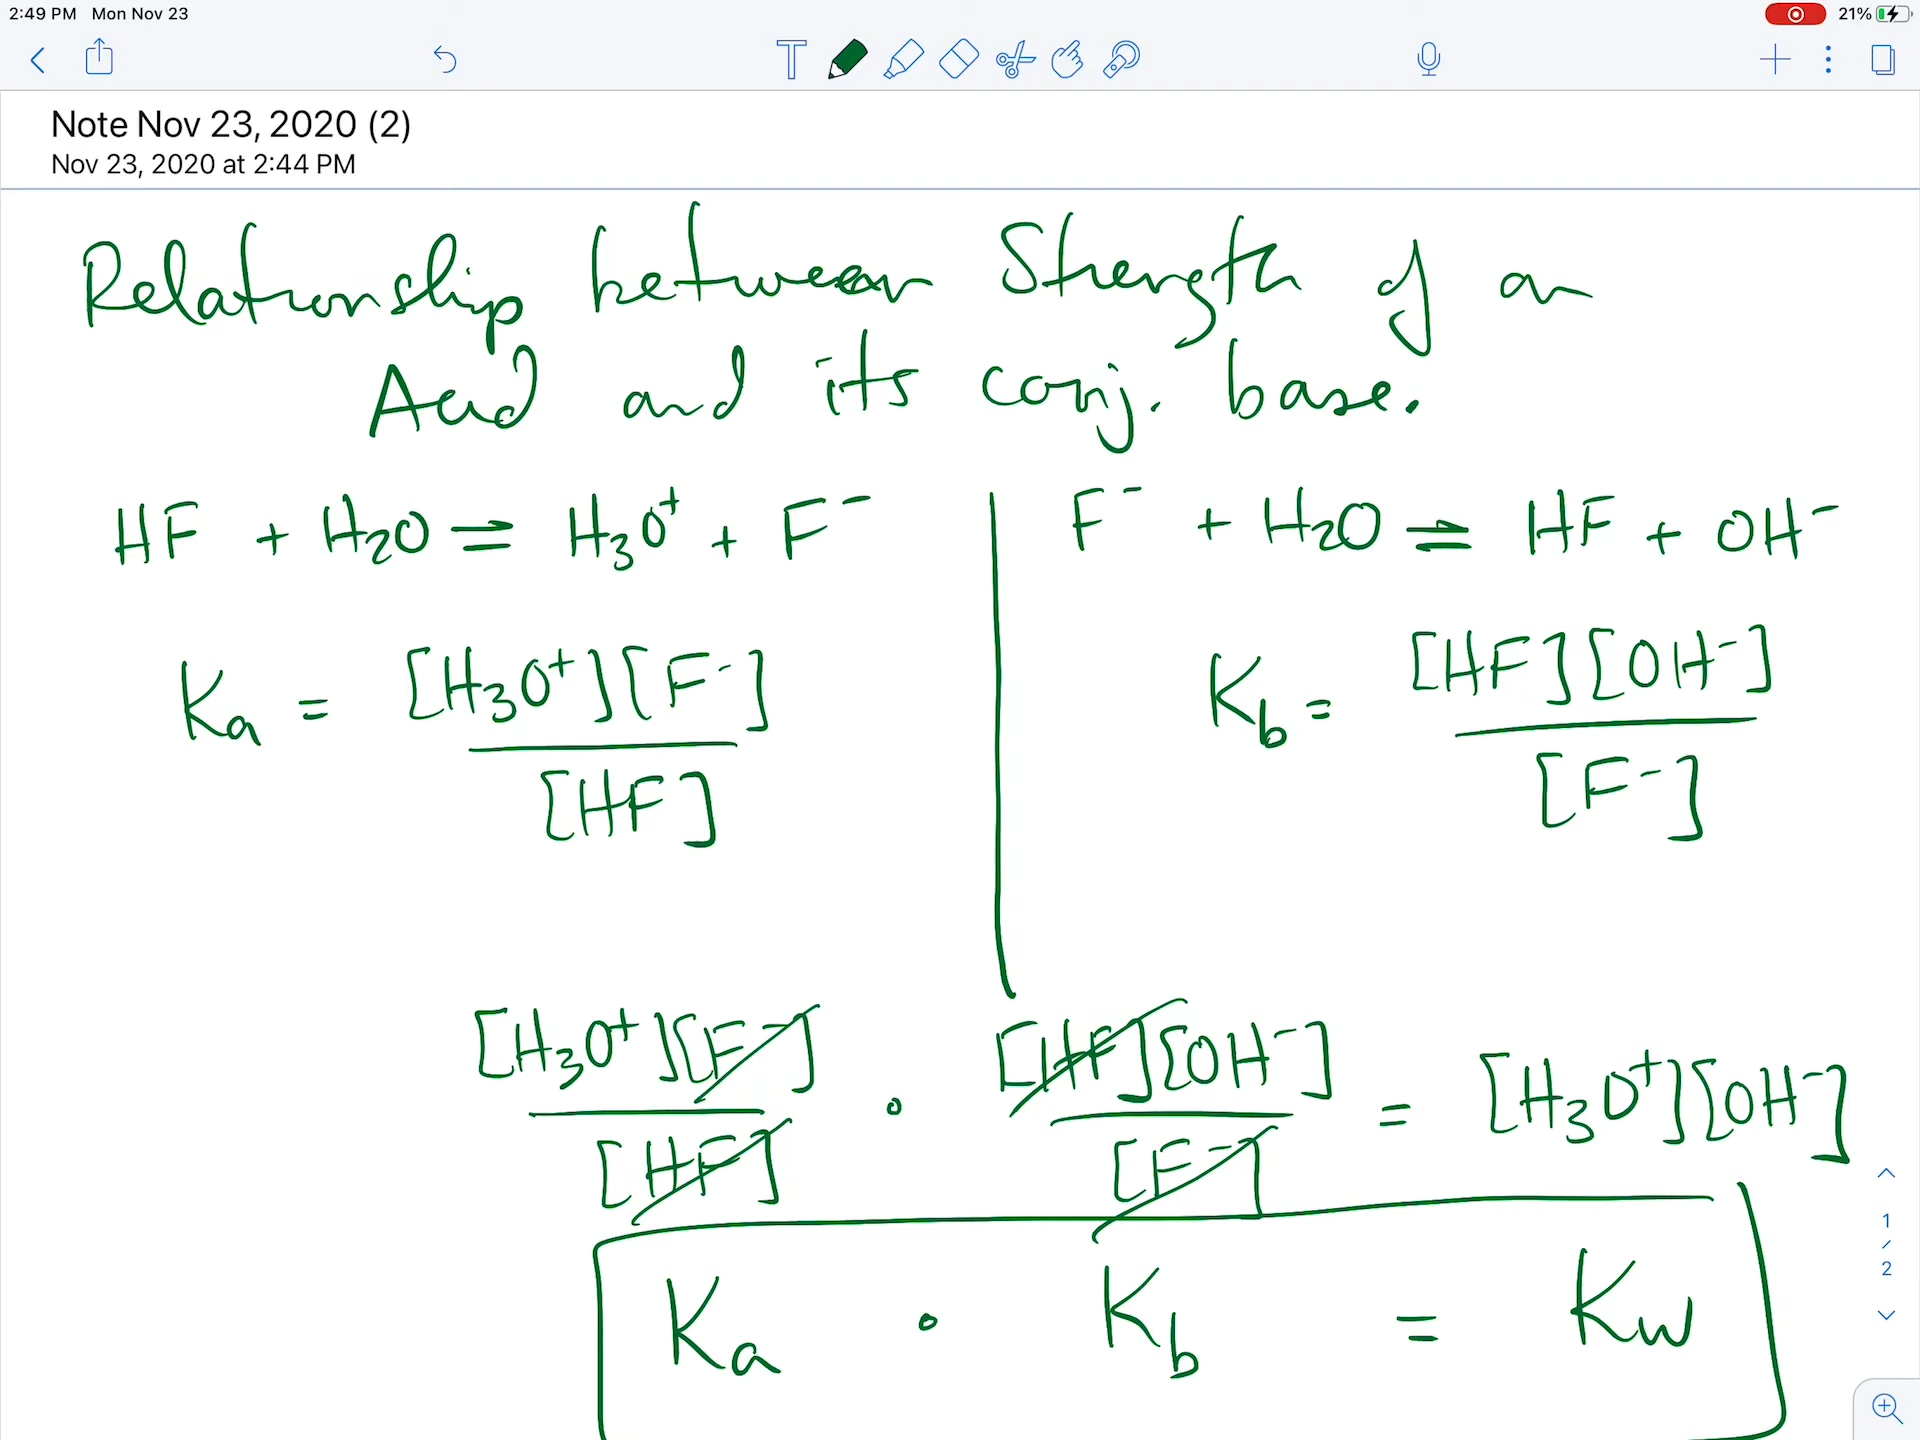 2:49 PM Mon Nov 23
21%
T
Note Nov 23, 2020 (2)
Nov 23, 2020 at 2:44 PM
Relationship between Strength of an
Acid and its conj. base.
HF + H₂O ⇌ H₃O⁺ + F⁻
F⁻ + H₂O ⇌ HF + OH⁻
Ka = [H₃O⁺][F⁻] / [HF]
Kb = [HF][OH⁻] / [F⁻]
[H₃O⁺][F⁻] / [HF] · [HF][OH⁻] / [F⁻] = [H₃O⁺][OH⁻]
Ka · Kb = Kw
1 / 2